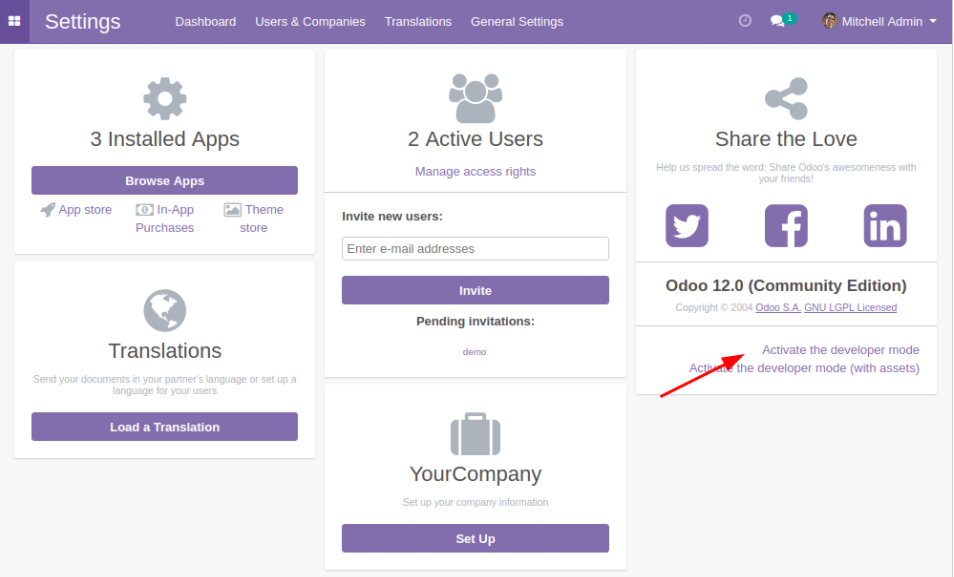 Settings
Dashboard Users & Companies Translations General Settings
1
Mitchell Admin
3 Installed Apps
Browse Apps
App store
In-App
Purchases
Theme
store
Translations
Send your documents in your partner's language or set up a
language for your users
Load a Translation
2 Active Users
Manage access rights
Invite new users:
Enter e-mail addresses
Invite
Pending invitations:
demo
YourCompany
Set up your company information
Set Up
Share the Love
Help us spread the word: Share Odoo's awesomeness with
your friends!
Odoo 12.0 (Community Edition)
Copyright © 2004 Odoo S.A. GNU LGPL Licensed
Activate the developer mode
Activate the developer mode (with assets)